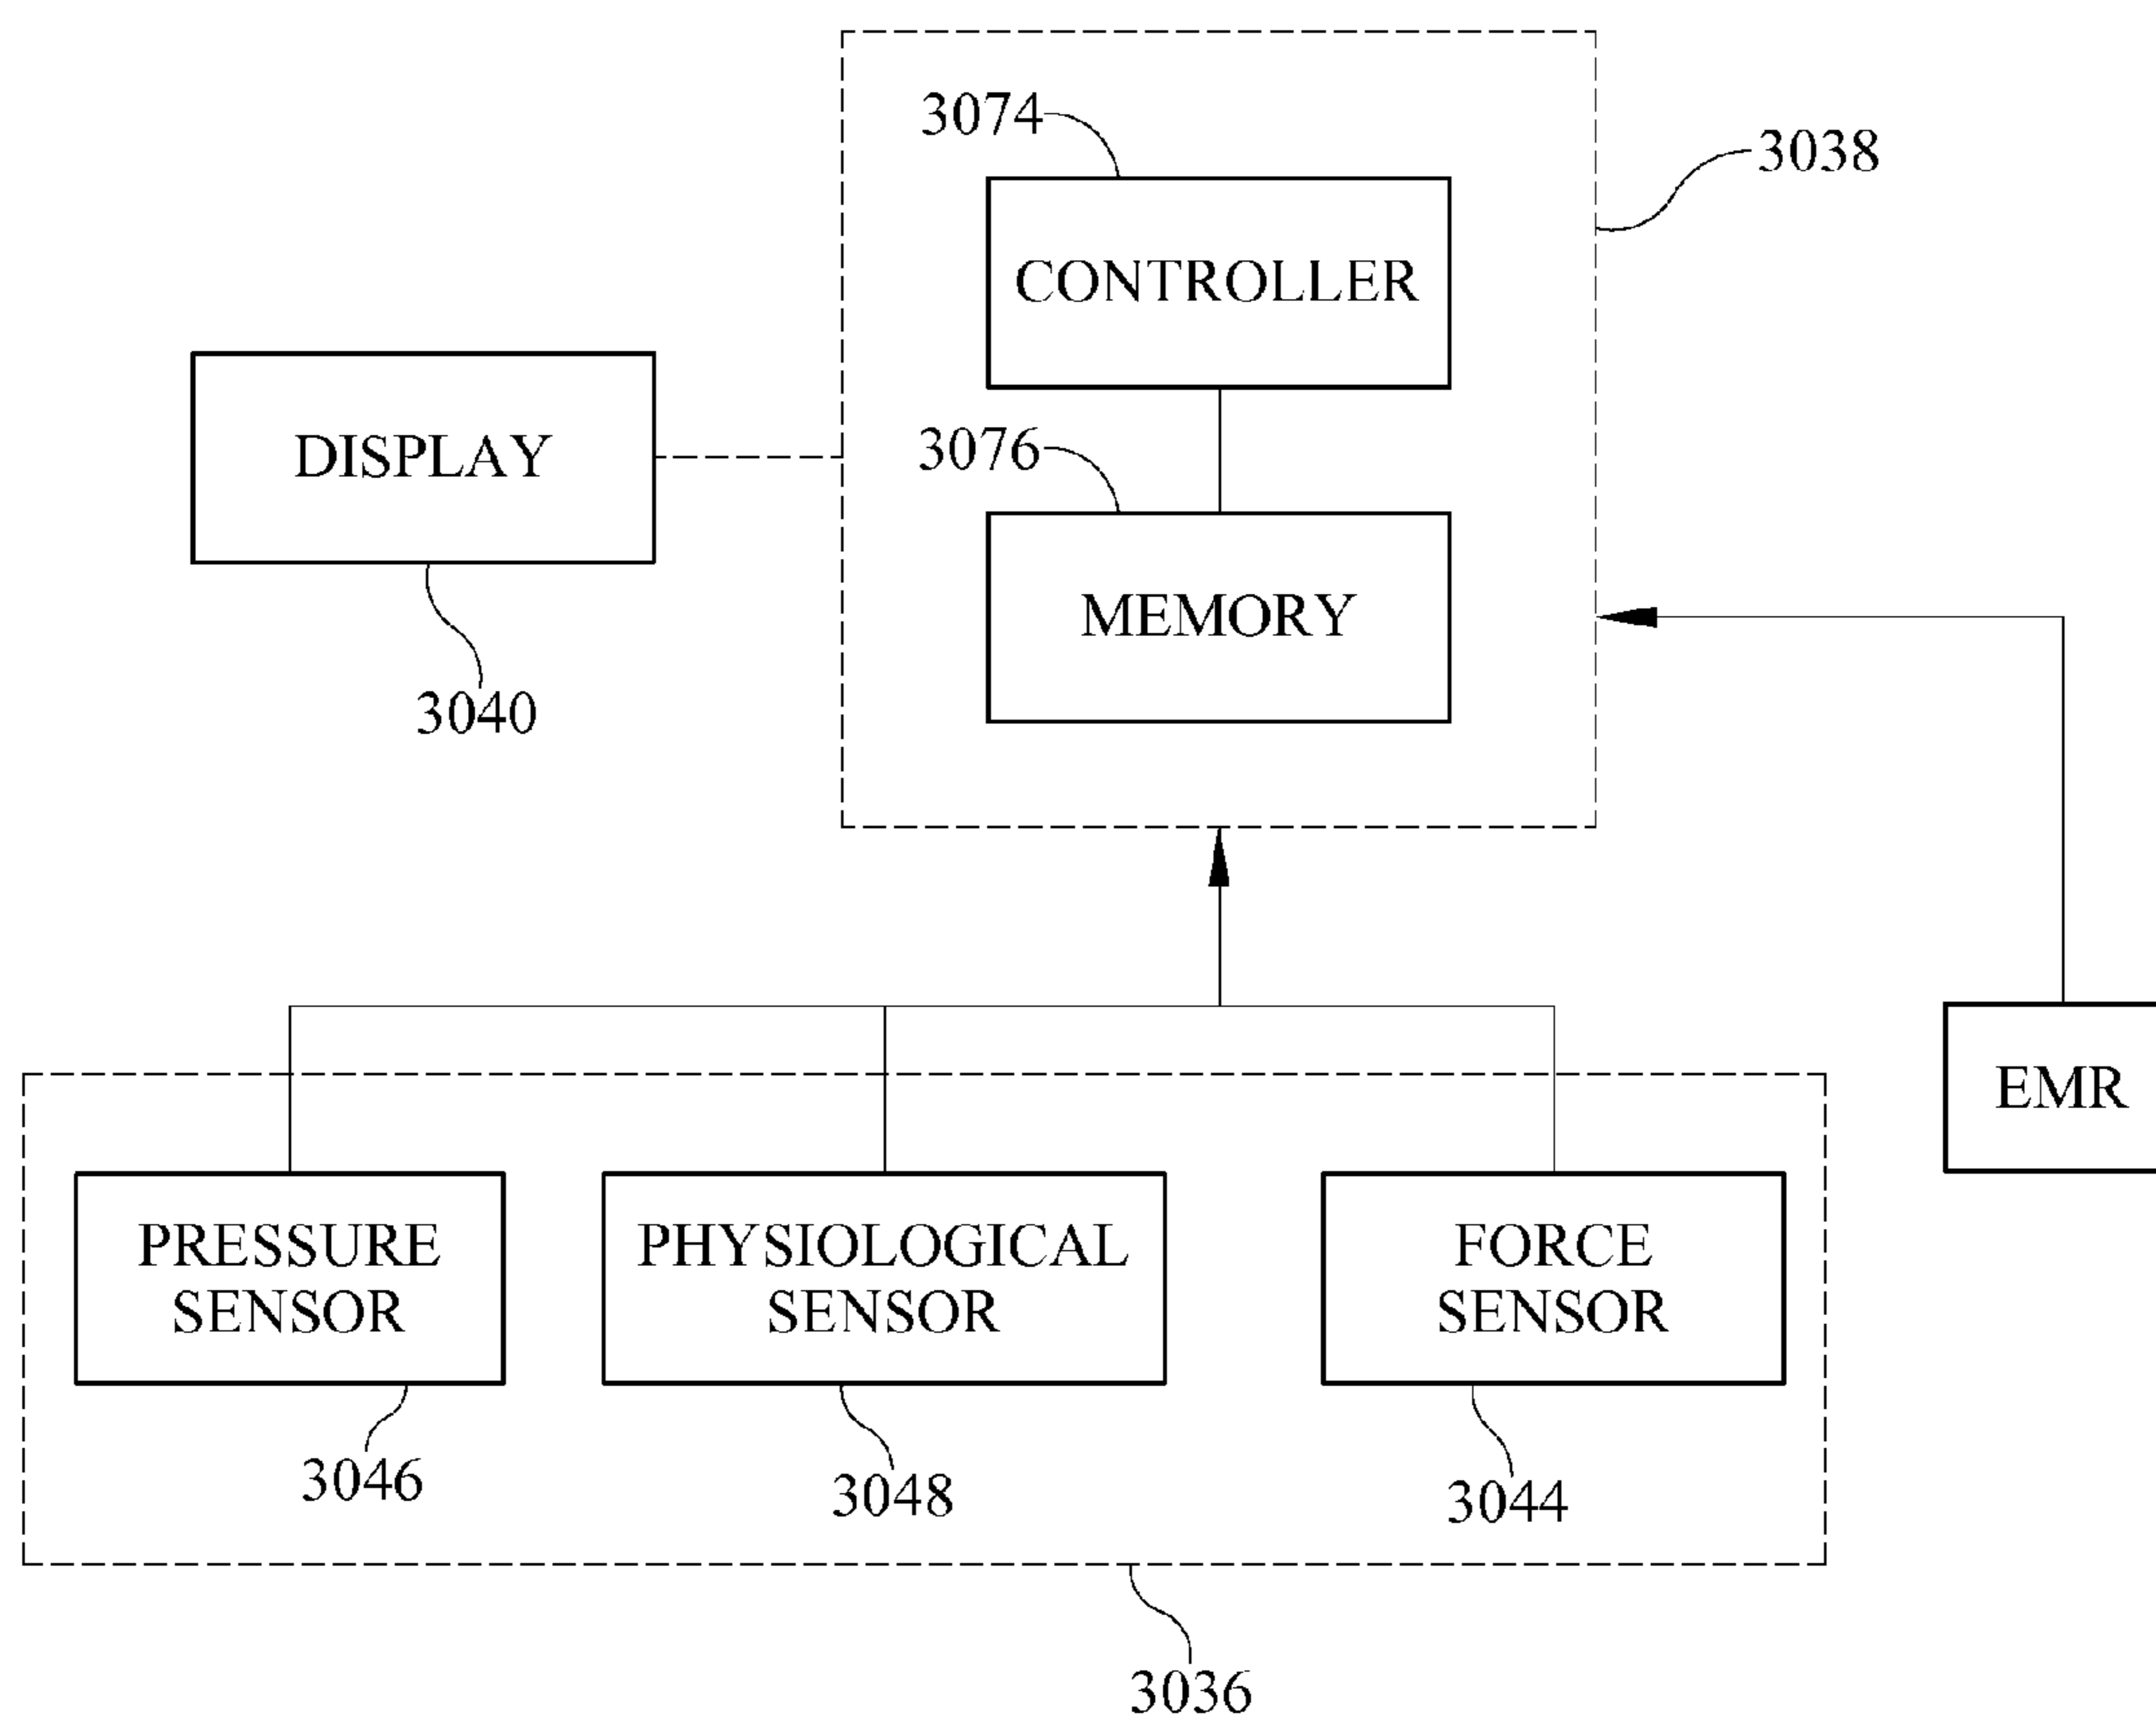 3074
3038
CONTROLLER
DISPLAY
3076
MEMORY
3040
EMR
PRESSURE
SENSOR
PHYSIOLOGICAL
SENSOR
FORCE
SENSOR
3046
3048
3044
3036